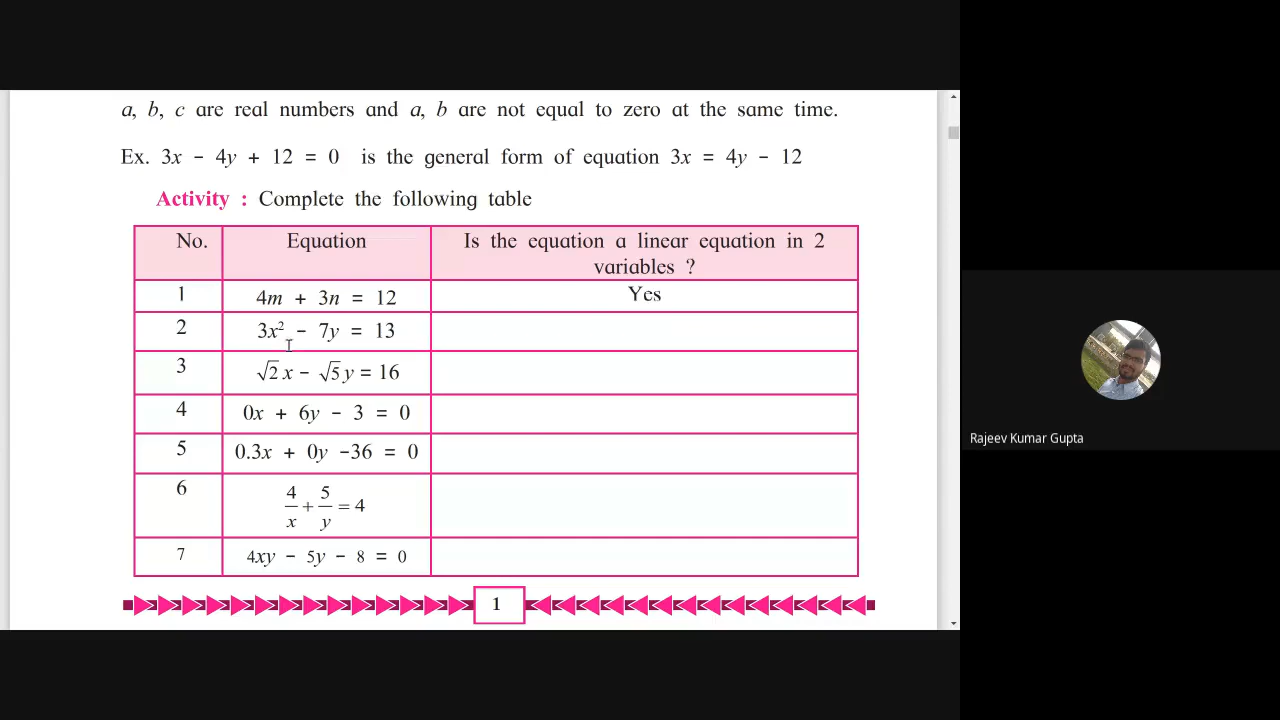 a, b, c are real numbers and a, b are not equal to zero at the same time.
Ex. 3x − 4y + 12 = 0 is the general form of equation 3x = 4y − 12
Activity : Complete the following table
No. Equation Is the equation a linear equation in 2
variables ?
1 4m + 3n = 12 Yes
2 3x² − 7y = 13
3 √2 x − √5 y = 16
4 0x + 6y − 3 = 0
5 0.3x + 0y −36 = 0
6 4/x + 5/y = 4
7 4xy − 5y − 8 = 0
1
Rajeev Kumar Gupta